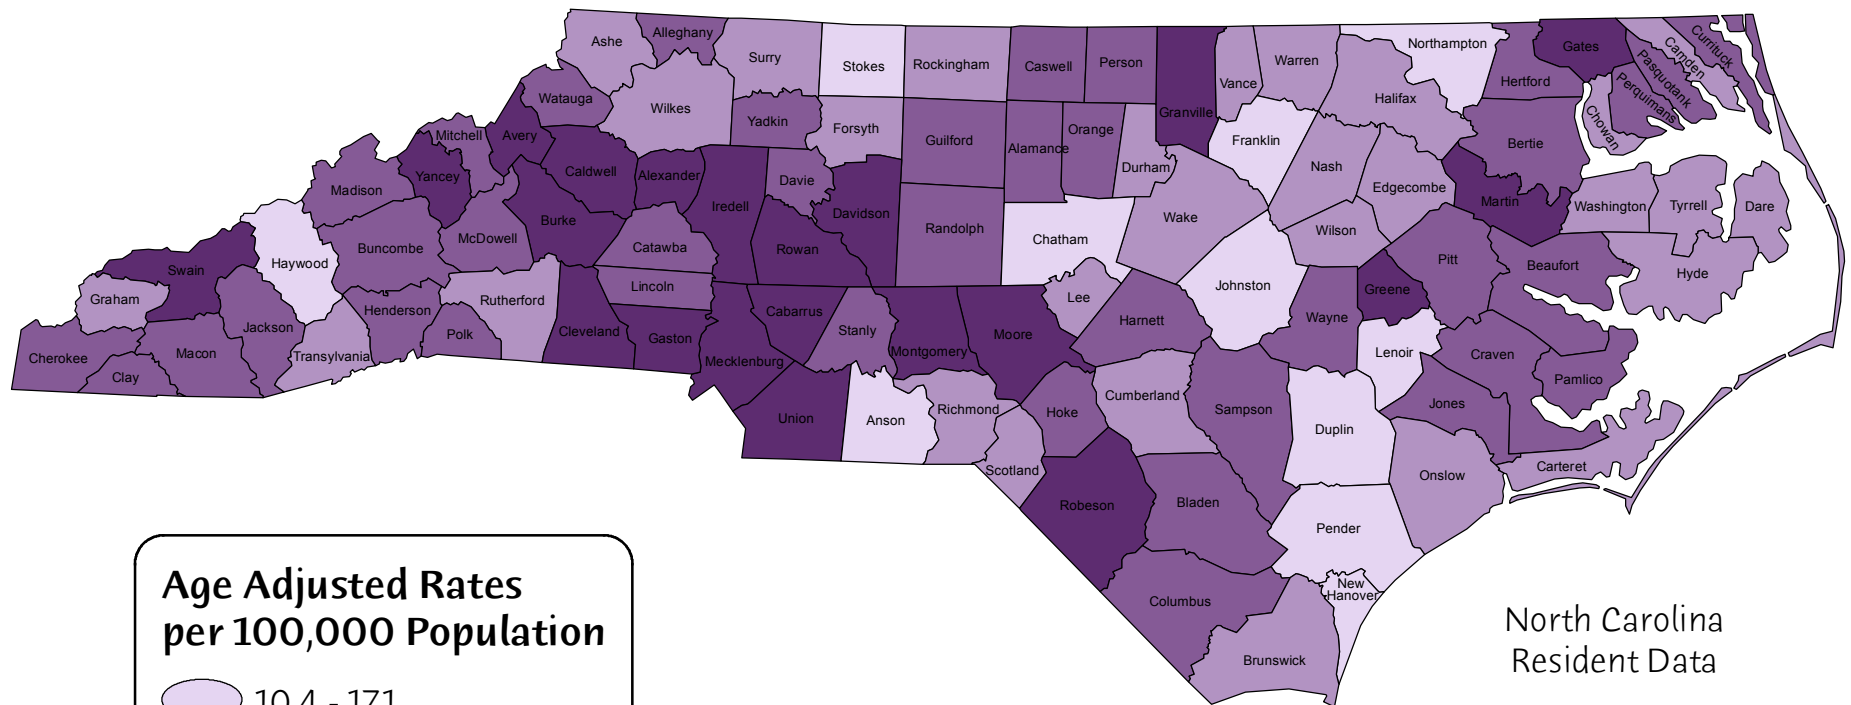 Ashe
Alleghany
Surry
Stokes
Rockingham
Caswell
Person
Granville
Vance
Warren
Northampton
Halifax
Hertford
Gates
Camden
Currituck
Pasquotank
Perquimans
Chowan
Watauga
Wilkes
Yadkin
Forsyth
Guilford
Alamance
Orange
Durham
Franklin
Nash
Edgecombe
Bertie
Mitchell
Avery
Yancey
Caldwell
Alexander
Iredell
Davie
Davidson
Randolph
Chatham
Wake
Wilson
Martin
Washington
Tyrrell
Dare
Madison
Buncombe
McDowell
Burke
Catawba
Rowan
Lincoln
Swain
Haywood
Graham
Rutherford
Henderson
Jackson
Transylvania
Polk
Cleveland
Gaston
Cabarrus
Stanly
Montgomery
Moore
Lee
Harnett
Johnston
Wayne
Greene
Pitt
Beaufort
Hyde
Cherokee
Clay
Macon
Mecklenburg
Union
Anson
Richmond
Scotland
Hoke
Cumberland
Sampson
Duplin
Lenoir
Craven
Jones
Pamlico
Carteret
Onslow
Robeson
Bladen
Pender
Columbus
New
Hanover
Brunswick
Age Adjusted Rates
per 100,000 Population
10.4 - 17.1
North Carolina
Resident Data